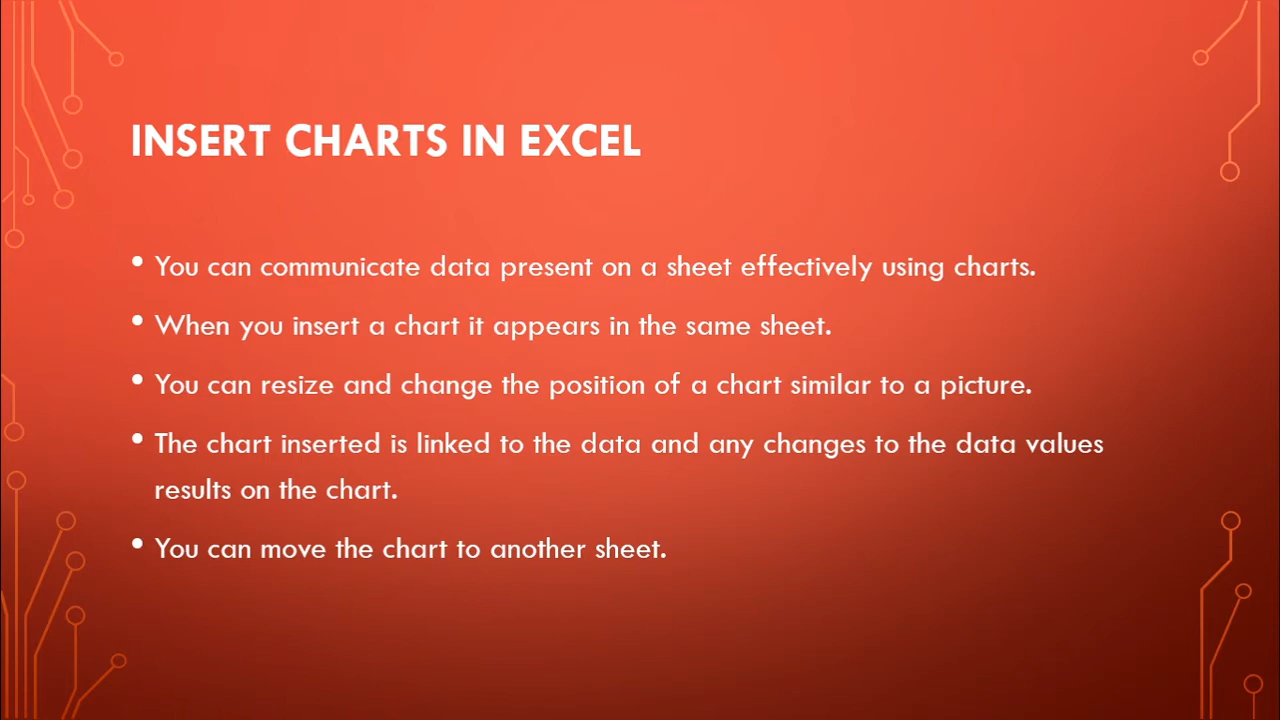 INSERT CHARTS IN EXCEL
• You can communicate data present on a sheet effectively using charts.
• When you insert a chart it appears in the same sheet.
• You can resize and change the position of a chart similar to a picture.
• The chart inserted is linked to the data and any changes to the data values
results on the chart.
• You can move the chart to another sheet.